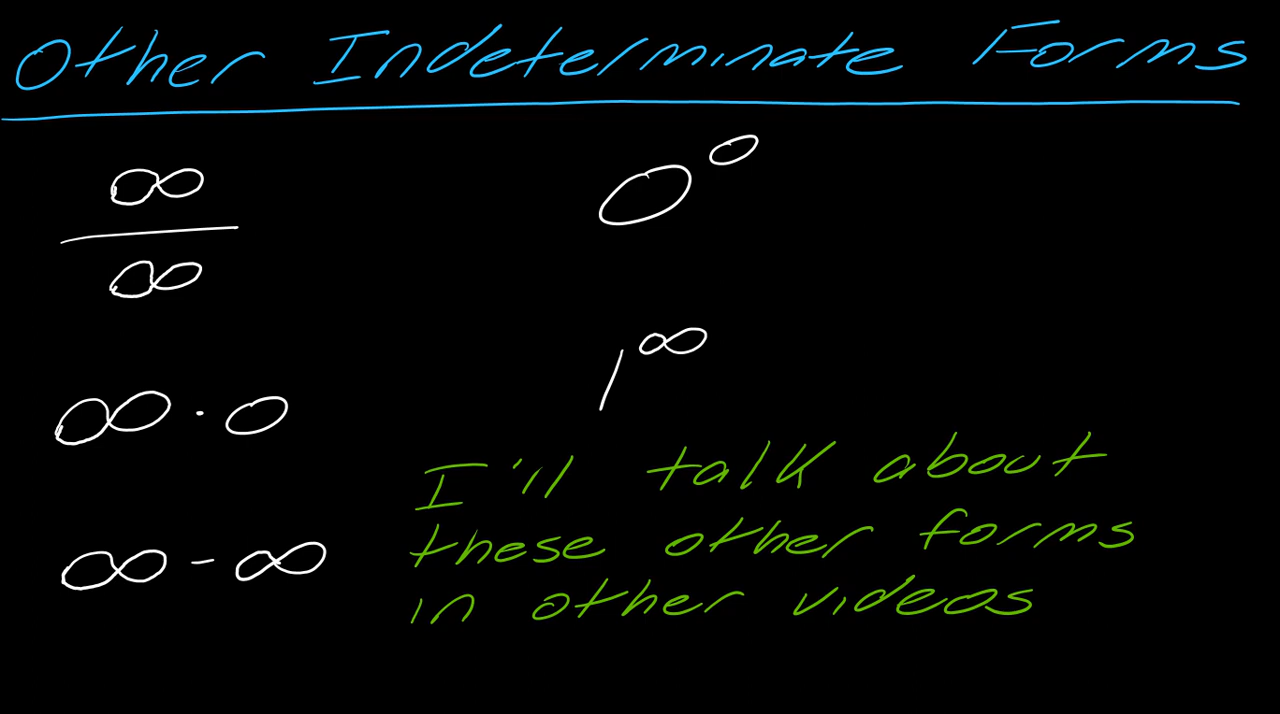 Other Indeterminate Forms
∞
∞
0⁰
1^∞
∞ · 0
∞ - ∞
I'll talk about
these other forms
in other videos